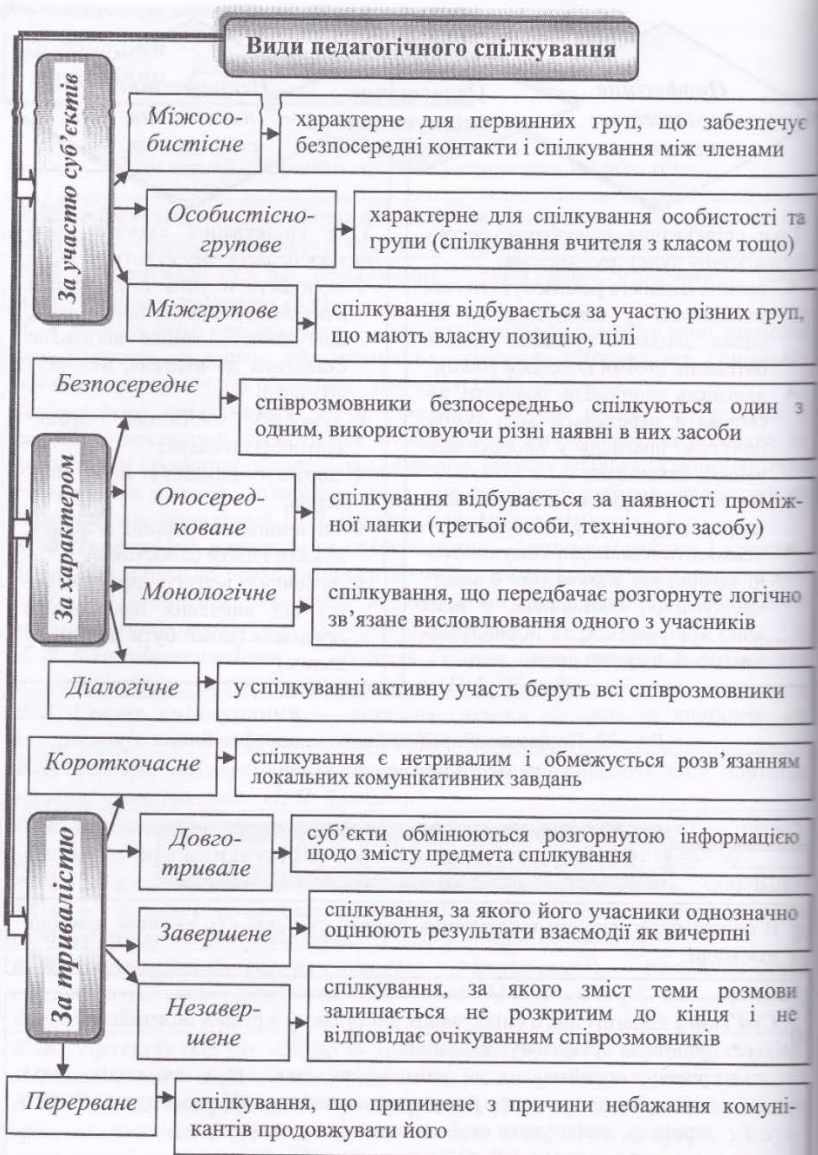 Види педагогічного спілкування
За участю суб’єктів
Міжосо-
бистісне
характерне для первинних груп, що забезпечує
безпосередні контакти і спілкування між членами
Особистісно-
групове
характерне для спілкування особистості та
групи (спілкування вчителя з класом тощо)
Міжгрупове
спілкування відбувається за участю різних груп,
що мають власну позицію, цілі
За характером
Безпосереднє
співромовники безпосередньо спілкуються один з
одним, використовуючи різні наявні в них засоби
Опосеред-
коване
спілкування відбувається за наявності проміж-
ної ланки (третьої особи, технічного засобу)
Монологічне
спілкування, що передбачає розгорнуте логічно
зв’язане висловлювання одного з учасників
Діалогічне
у спілкуванні активну участь беруть всі співрозмовники
За тривалістю
Короткочасне
спілкування є нетривалим і обмежується розв’язанням
локальних комунікативних завдань
Довго-
тривале
суб’єкти обмінюються розгорнутою інформацією
щодо змісту предмета спілкування
Завершене
спілкування, за якого його учасники однозначно
оцінюють результати взаємодії як вичерпні
Незавер-
шене
спілкування, за якого зміст теми розмови
залишається не розкритим до кінця і не
відповідає очікуванням співрозмовників
Перерване
спілкування, що припинене з причини небажання комуні-
кантів продовжувати його